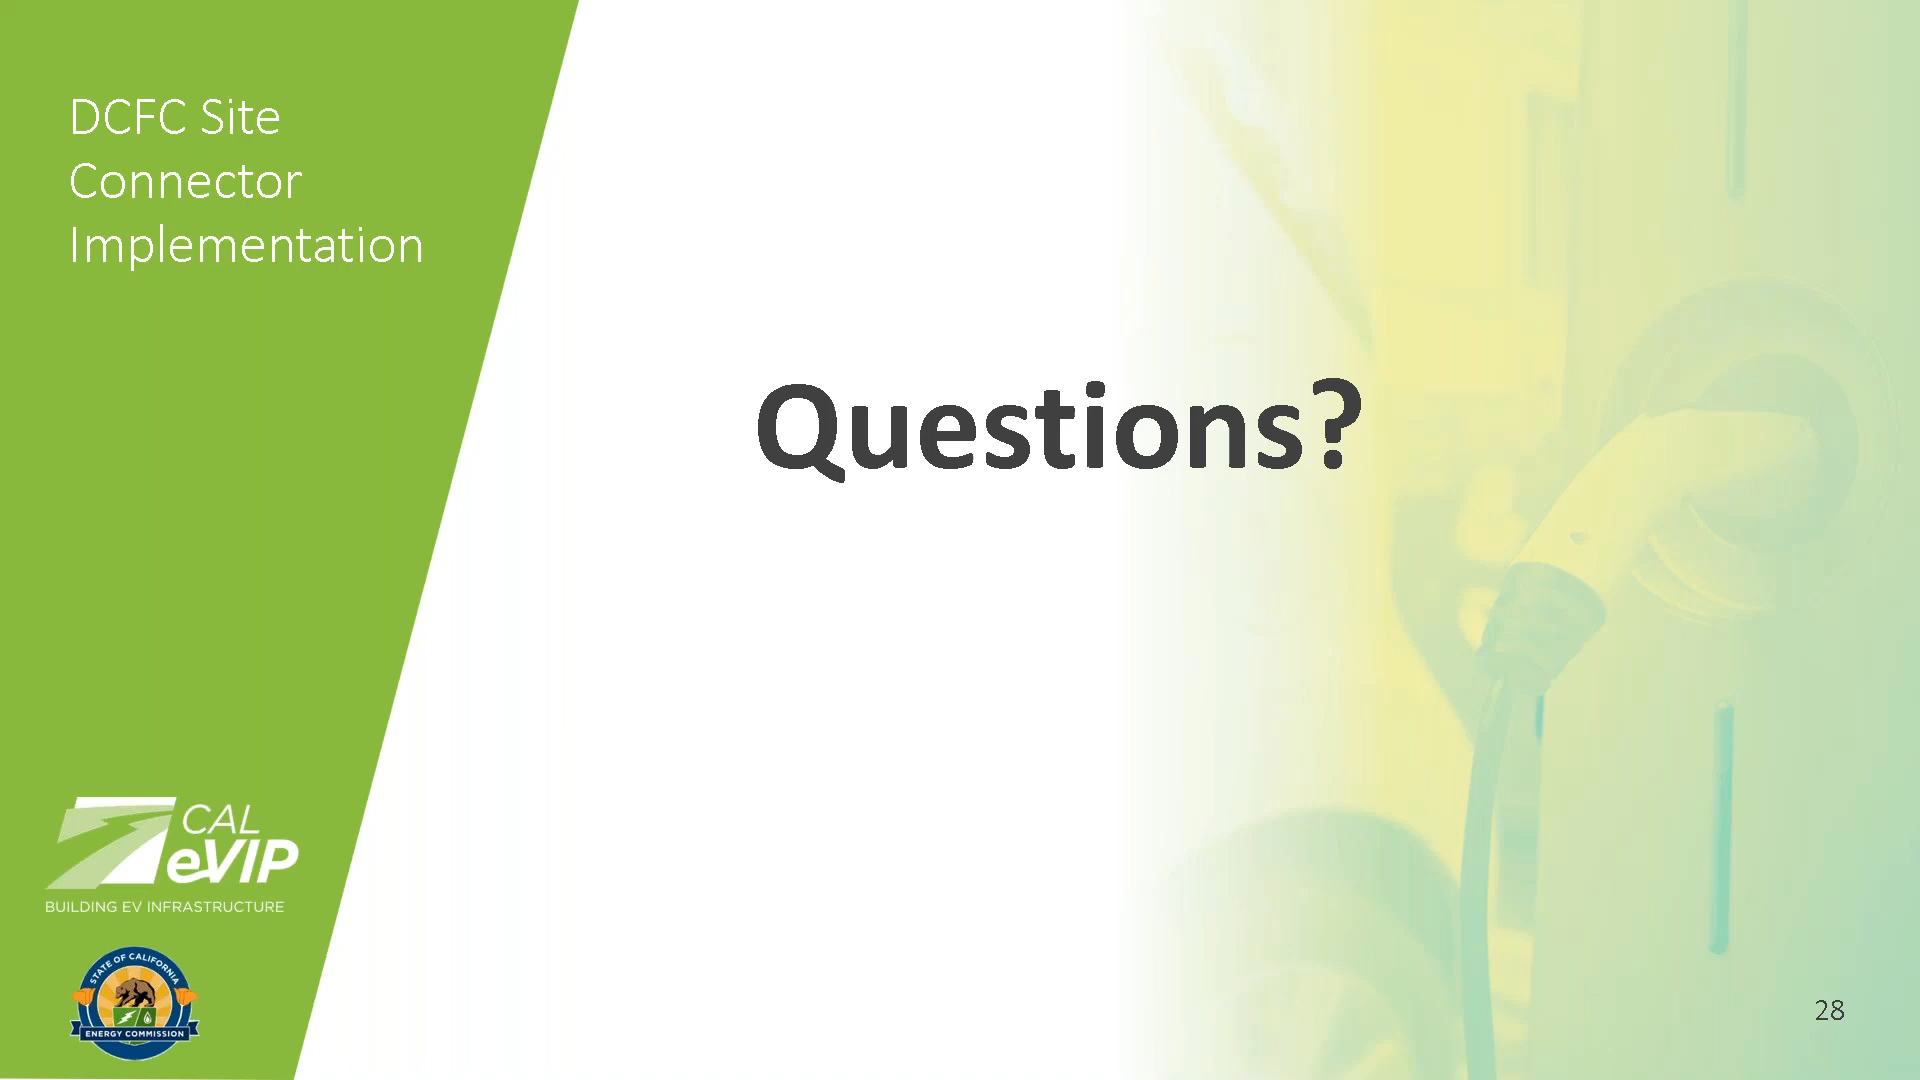 DCFC Site
Connector
Implementation
Questions?
CAL
eVIP
BUILDING EV INFRASTRUCTURE
STATE OF CALIFORNIA
ENERGY COMMISSION
28